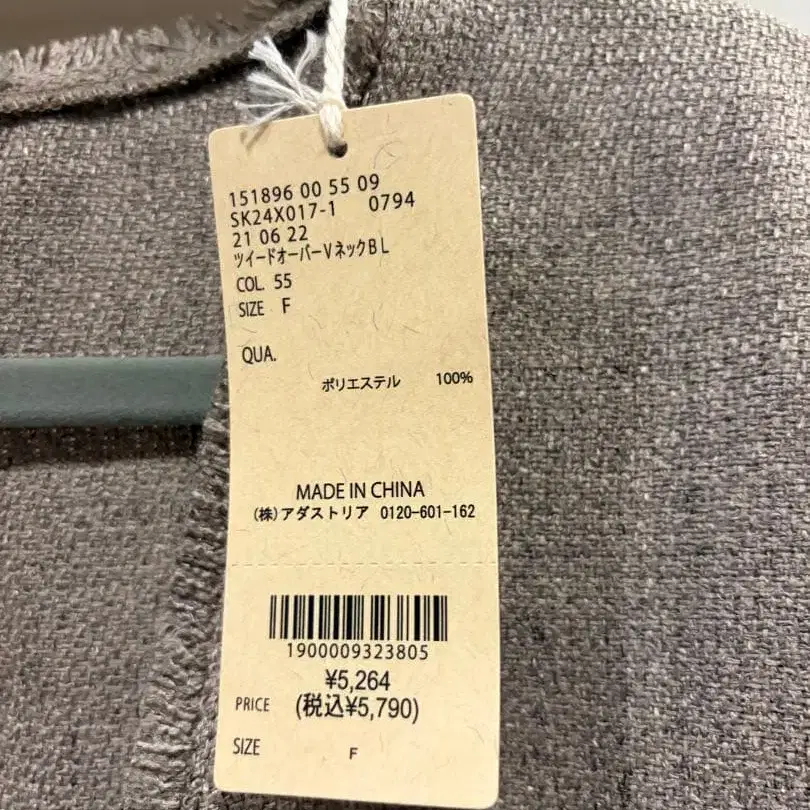 151896 00 55 09
SK24X017-1 0794
21 06 22
ツイードオーバーVネックBL
COL. 55
SIZE F
QUA.
ポリエステル 100%
MADE IN CHINA
(株)アダストリア 0120-601-162
1900009323805
¥5,264
PRICE (税込¥5,790)
SIZE F